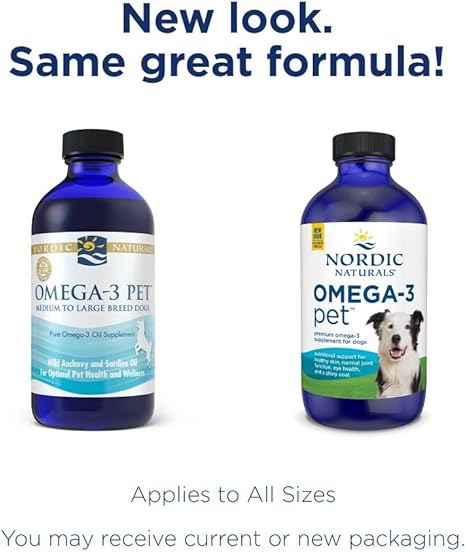 New look.
Same great formula!
NORDIC NATURALS
OMEGA-3 PET™
MEDIUM TO LARGE BREED DOGS
Pure Omega-3 Oil Supplement
Wild Anchovy and Sardine Oil
For Optimal Pet Health and Wellness
NEW LOOK
NORDIC
NATURALS®
OMEGA-3
pet™
premium omega-3
supplement for dogs
nutritional support for
healthy skin, normal joint
function, eye health,
and a shiny coat
Applies to All Sizes
You may receive current or new packaging.